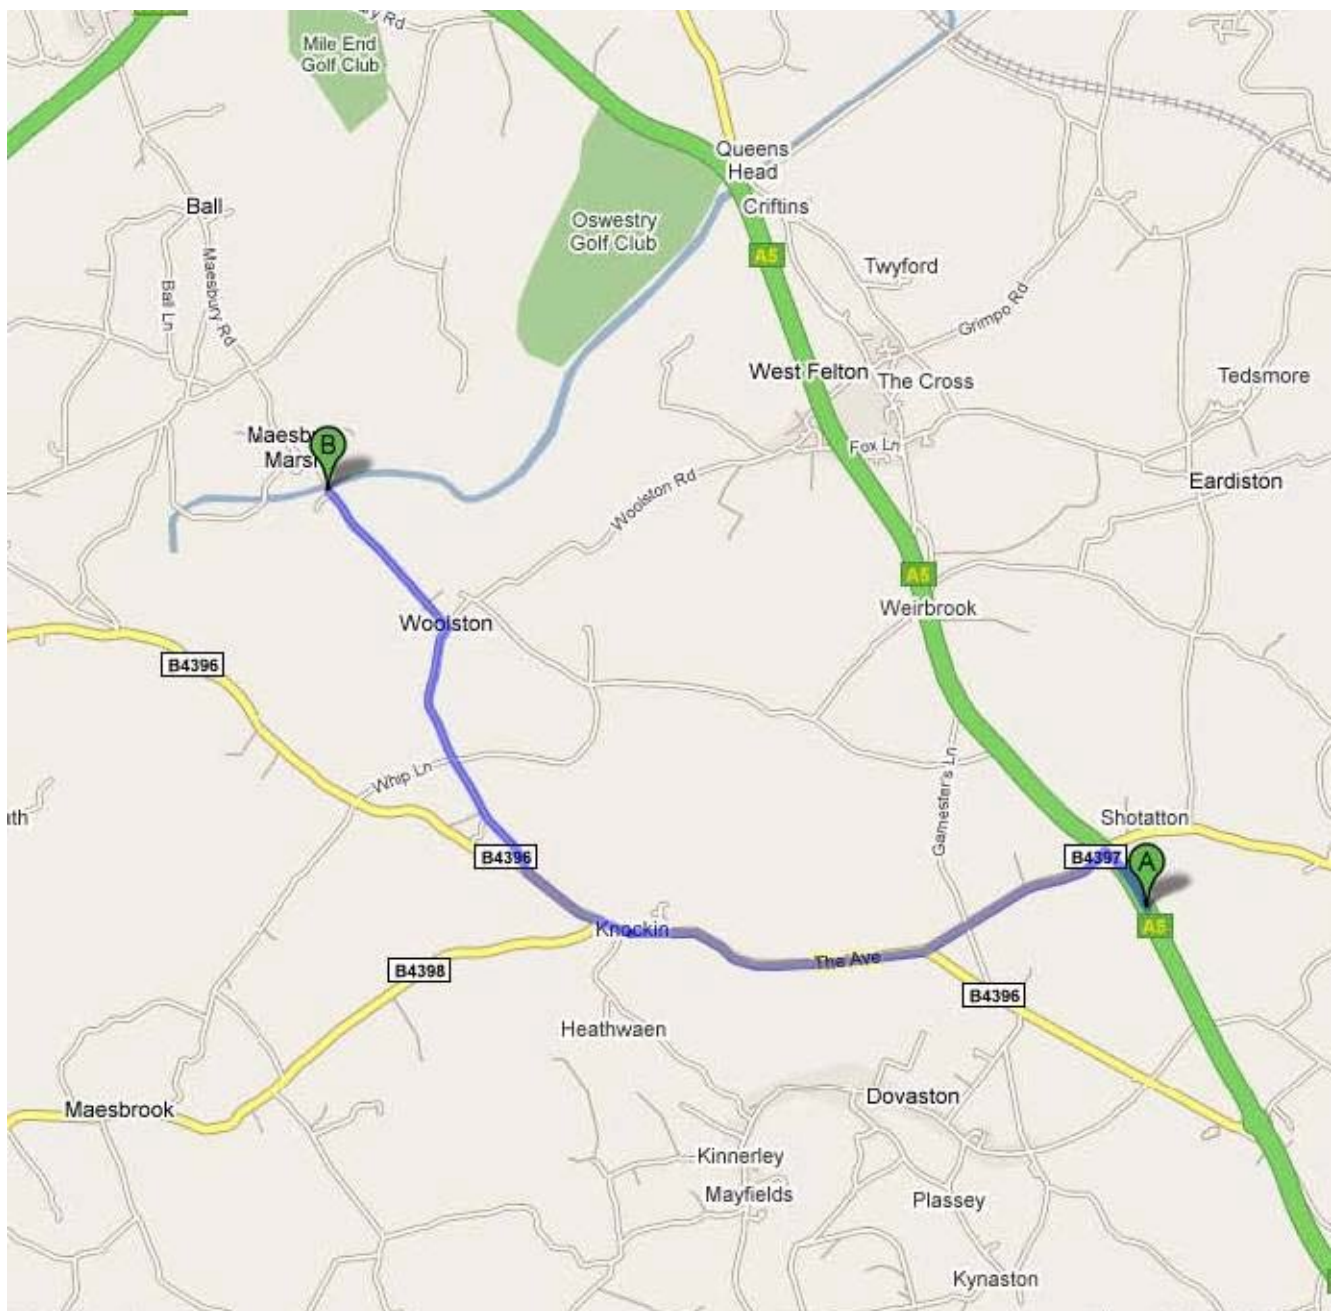 ry Rd
Mile End
Golf Club
Queens
Head
Criftins
Ball
Oswestry
Golf Club
A5
Twyford
Maesbury Rd
Ball Ln
Grimpo Rd
West Felton
The Cross
Tedsmore
B
Marsh
Fox Ln
Woolston Rd
Eardiston
A5
Weirbrook
Woolston
B4396
Whip Ln
Gamester's Ln
ath
Shotatton
B4396
B4397
A
A5
Knockin
The Ave
B4398
B4396
Heathwaen
Maesbrook
Dovaston
Kinnerley
Mayfields
Plassey
Kynaston